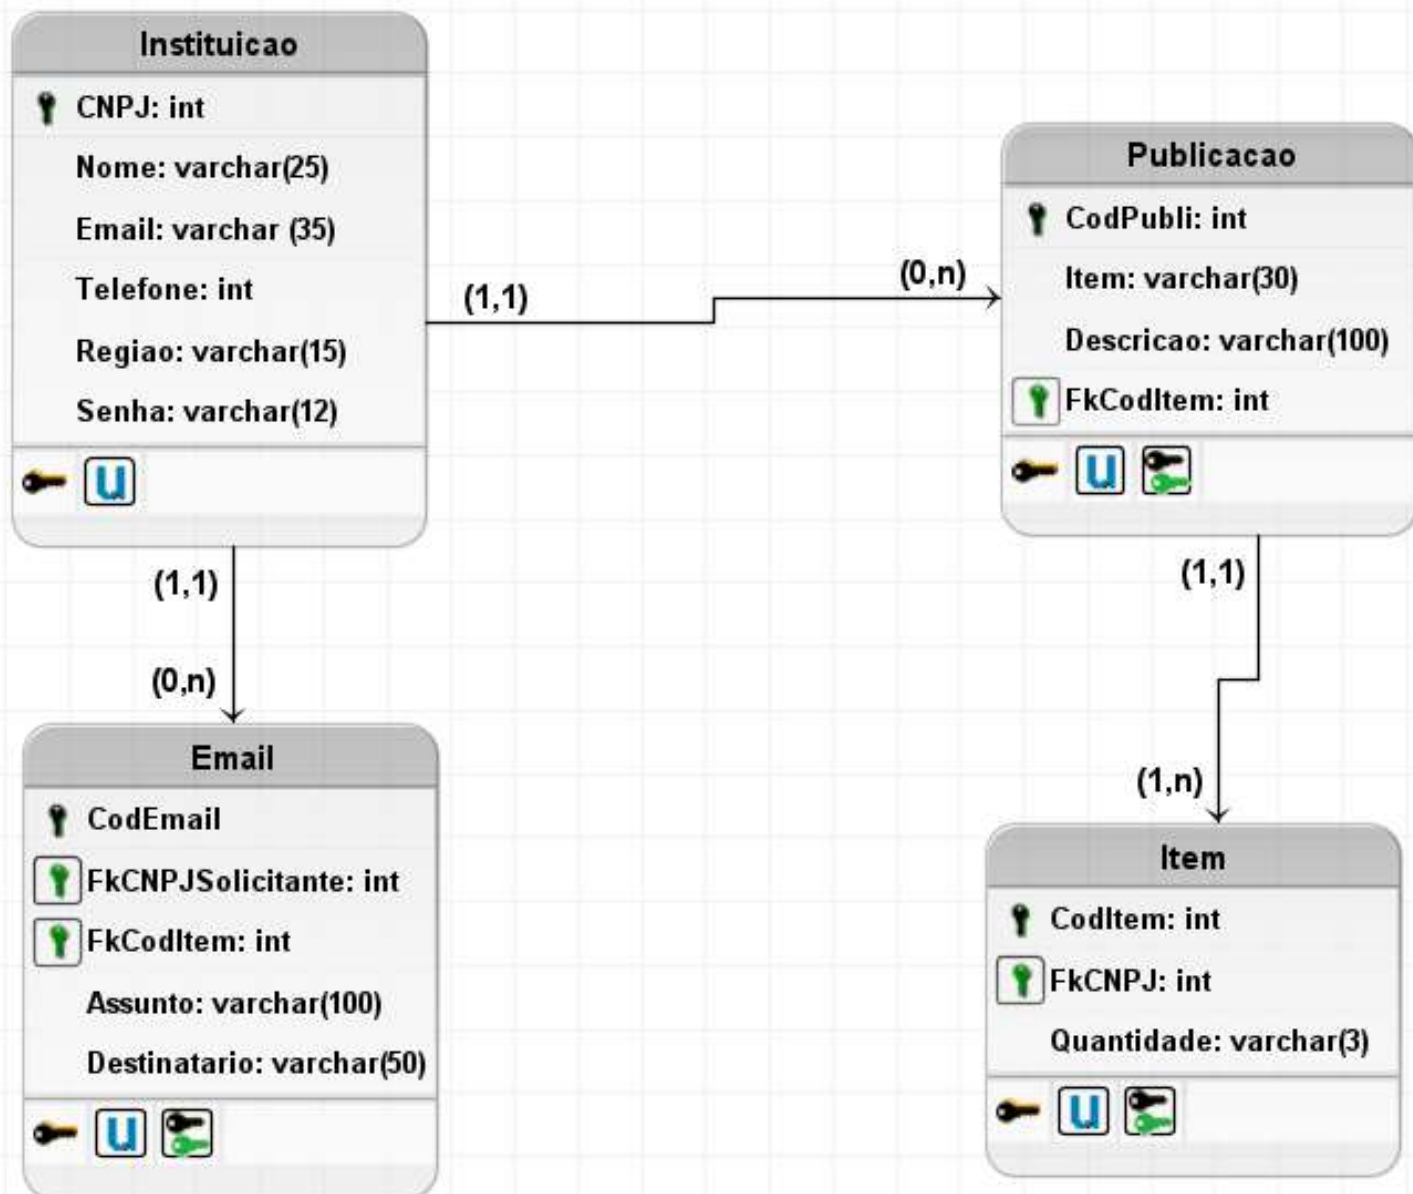 Instituicao
CNPJ: int
Nome: varchar(25)
Email: varchar (35)
Telefone: int
Regiao: varchar(15)
Senha: varchar(12)
U
(1,1)
(0,n)
Publicacao
CodPubli: int
Item: varchar(30)
Descricao: varchar(100)
FkCodItem: int
U
(1,1)
(0,n)
Email
CodEmail
FkCNPJSolicitante: int
FkCodItem: int
Assunto: varchar(100)
Destinatario: varchar(50)
U
(1,1)
(1,n)
Item
CodItem: int
FkCNPJ: int
Quantidade: varchar(3)
U